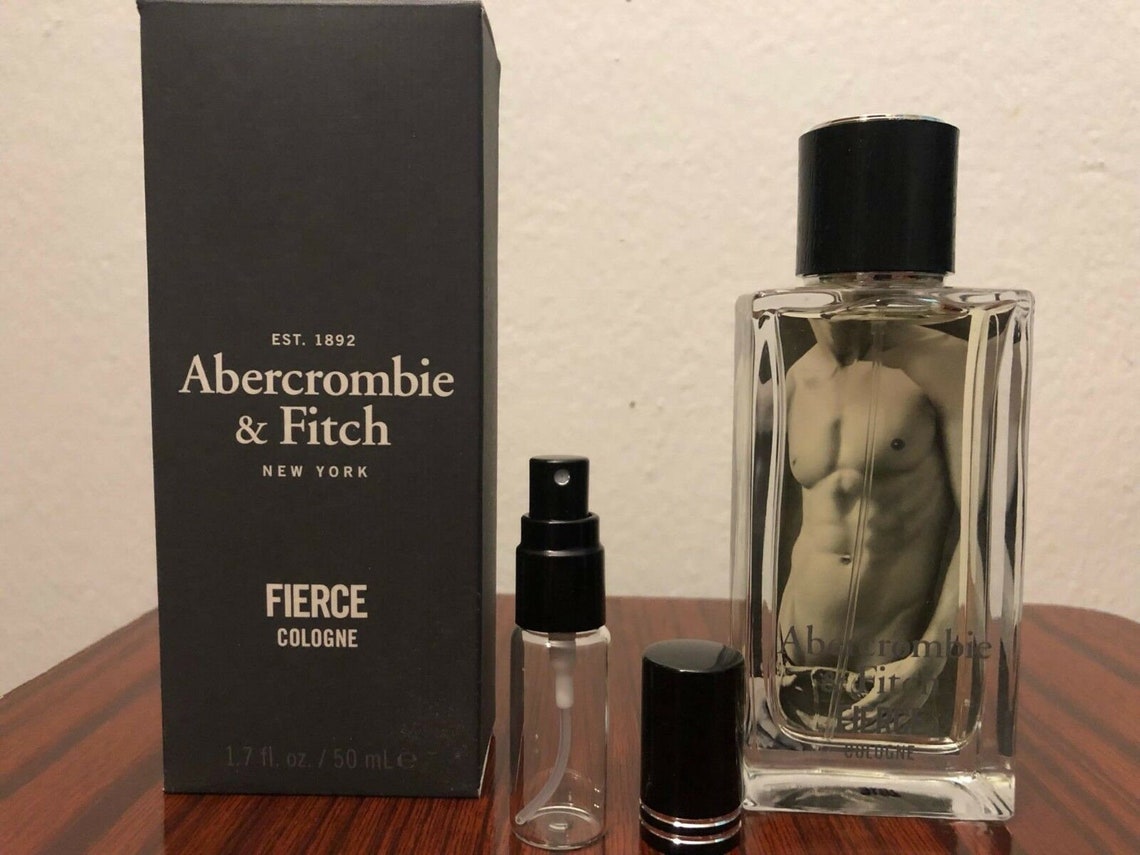 EST. 1892
Abercrombie
& Fitch
NEW YORK
FIERCE
COLOGNE
1.7 fl. oz. / 50 mL e
Abercrombie
& Fitch
FIERCE
COLOGNE